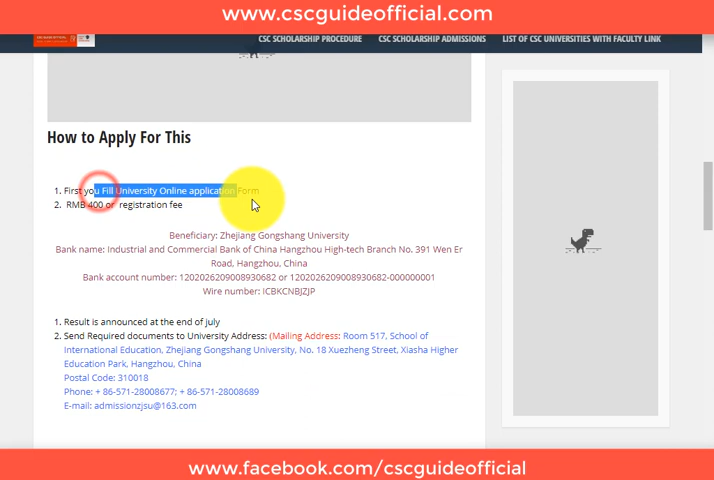 www.cscguideofficial.com
CSC SCHOLARSHIP PROCEDURE CSC SCHOLARSHIP ADMISSIONS LIST OF CSC UNIVERSITIES WITH FACULTY LINK
How to Apply For This
1. First you Fill University Online application Form
2. RMB 400 or registration fee
Beneficiary: Zhejiang Gongshang University
Bank name: Industrial and Commercial Bank of China Hangzhou High-tech Branch No. 391 Wen Er
Road, Hangzhou, China
Bank account number: 1202026209008930682 or 1202026209008930682-000000001
Wire number: ICBKCNBJZJP
1. Result is announced at the end of july
2. Send Required documents to University Address: (Mailing Address: Room 517, School of
International Education, Zhejiang Gongshang University, No. 18 Xuezheng Street, Xiasha Higher
Education Park, Hangzhou, China
Postal Code: 310018
Phone: + 86-571-28008677; + 86-571-28008689
E-mail: admissionzjsu@163.com
www.facebook.com/cscguideofficial